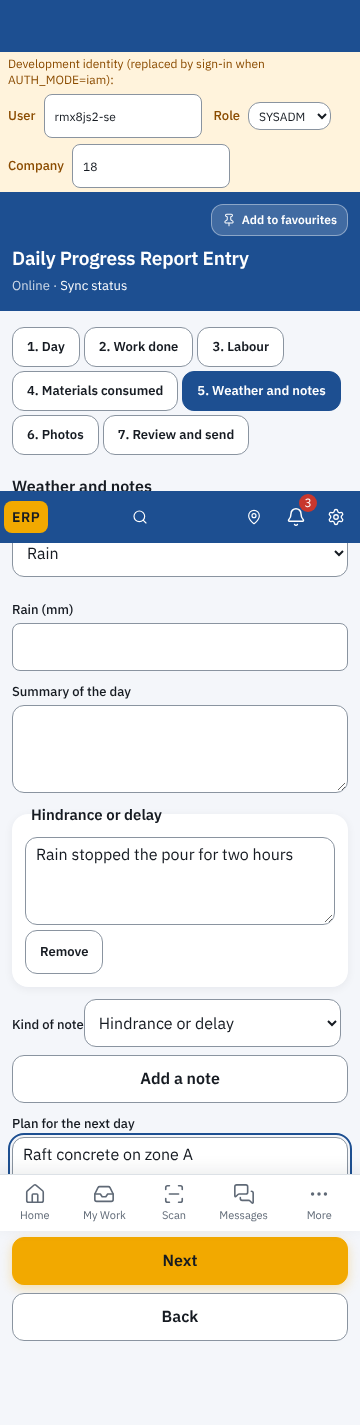 Development identity (replaced by sign-in when
AUTH_MODE=iam):
User rmx8js2-se Role SYSADM
Company 18
Add to favourites
Daily Progress Report Entry
Online · Sync status
1. Day 2. Work done 3. Labour
4. Materials consumed 5. Weather and notes
6. Photos 7. Review and send
Weather and notes
ERP 3
Rain
Rain (mm)
Summary of the day
Hindrance or delay
Rain stopped the pour for two hours
Remove
Kind of note Hindrance or delay
Add a note
Plan for the next day
Raft concrete on zone A
Home My Work Scan Messages More
Next
Back